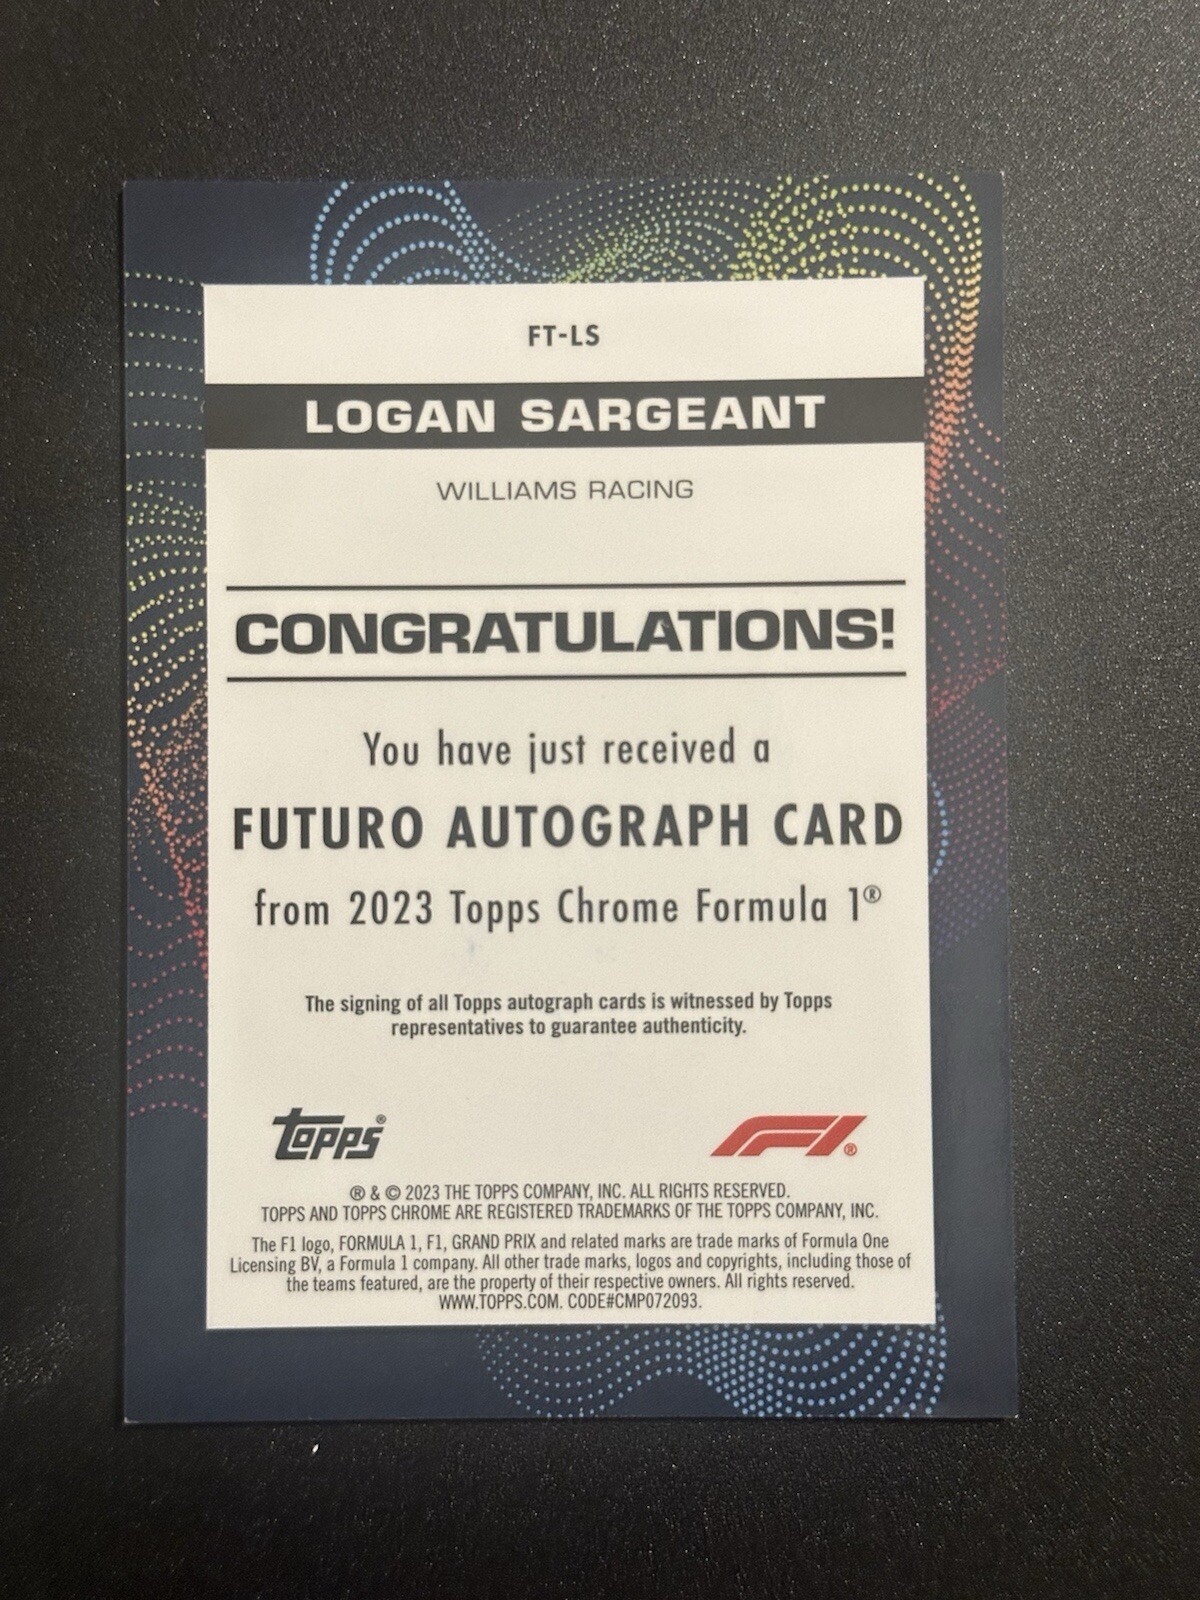 FT-LS
LOGAN SARGEANT
WILLIAMS RACING
CONGRATULATIONS!
You have just received a
FUTURO AUTOGRAPH CARD
from 2023 Topps Chrome Formula 1®
The signing of all Topps autograph cards is witnessed by Topps
representatives to guarantee authenticity.
Topps® F1®
® & © 2023 THE TOPPS COMPANY, INC. ALL RIGHTS RESERVED.
TOPPS AND TOPPS CHROME ARE REGISTERED TRADEMARKS OF THE TOPPS COMPANY, INC.
The F1 logo, FORMULA 1, F1, GRAND PRIX and related marks are trade marks of Formula One
Licensing BV, a Formula 1 company. All other trade marks, logos and copyrights, including those of
the teams featured, are the property of their respective owners. All rights reserved.
WWW.TOPPS.COM. CODE#CMP072093.